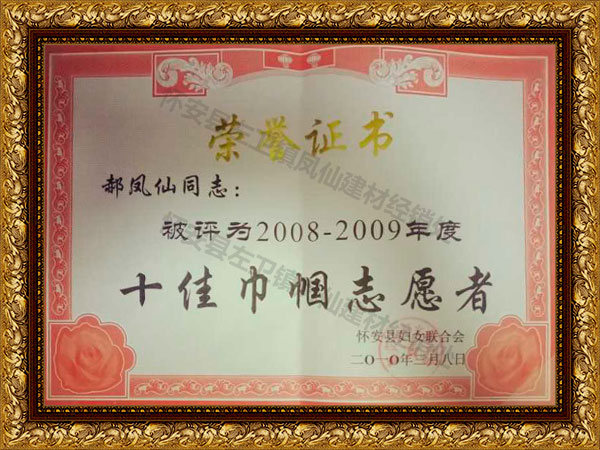 荣誉证书
郝凤仙同志：
被评为2008-2009年度
十佳巾帼志愿者
怀安县妇女联合会
二〇一〇年三月八日
怀安县左卫镇凤仙建材经销
怀安县左卫镇凤仙建材